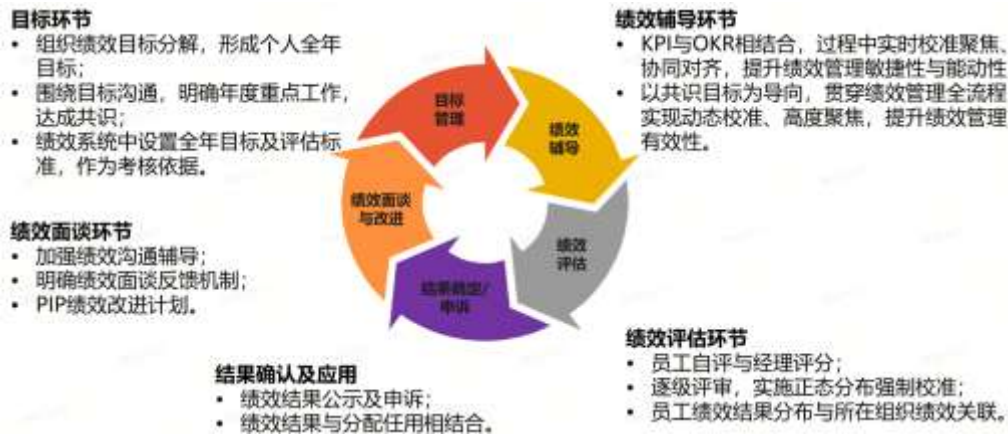 目标环节
• 组织绩效目标分解，形成个人全年
目标；
• 围绕目标沟通，明确年度重点工作，
达成共识；
• 绩效系统中设置全年目标及评估标
准，作为考核依据。
绩效辅导环节
• KPI与OKR相结合，过程中实时校准聚焦、
协同对齐，提升绩效管理敏捷性与能动性
• 以共识目标为导向，贯穿绩效管理全流程
实现动态校准、高度聚焦，提升绩效管理
有效性。
目标
管理
绩效
辅导
绩效面谈
与改进
绩效
评估
结果确定/
申诉
绩效面谈环节
• 加强绩效沟通辅导；
• 明确绩效面谈反馈机制；
• PIP绩效改进计划。
绩效评估环节
• 员工自评与经理评分；
• 逐级评审，实施正态分布强制校准；
• 员工绩效结果分布与所在组织绩效关联。
结果确认及应用
• 绩效结果公示及申诉；
• 绩效结果与分配任用相结合。